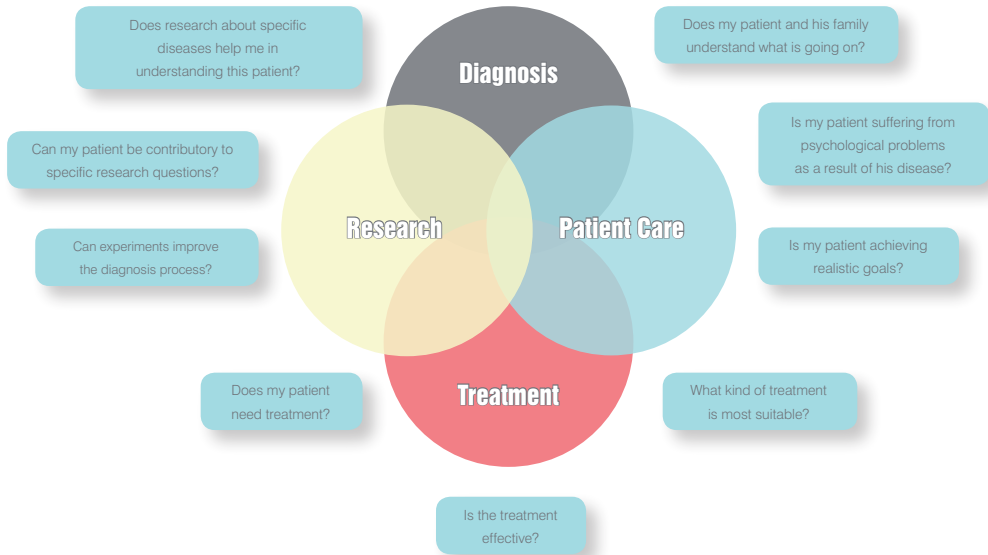 Does research about specific
diseases help me in
understanding this patient?
Does my patient and his family
understand what is going on?
Diagnosis
Can my patient be contributory to
specific research questions?
Is my patient suffering from
psychological problems
as a result of his disease?
Research
Patient Care
Can experiments improve
the diagnosis process?
Is my patient achieving
realistic goals?
Does my patient
need treatment?
Treatment
What kind of treatment
is most suitable?
Is the treatment
effective?